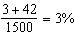 3 + 42
1500
= 3%